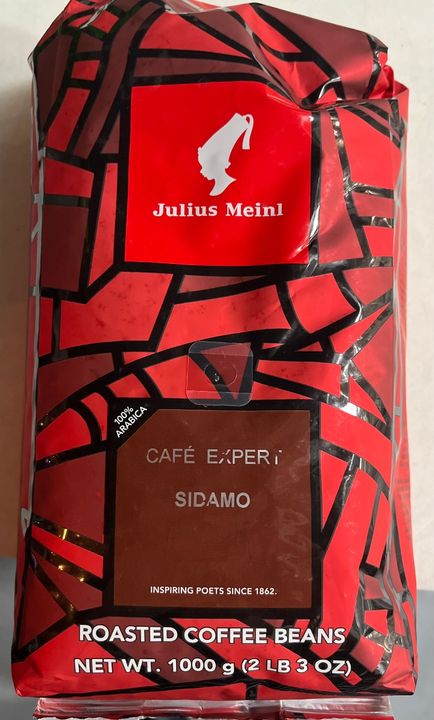 Julius Meinl
100%
ARABICA
CAFÉ EXPERT
SIDAMO
INSPIRING POETS SINCE 1862.
ROASTED COFFEE BEANS
NET WT. 1000 g (2 LB 3 OZ)